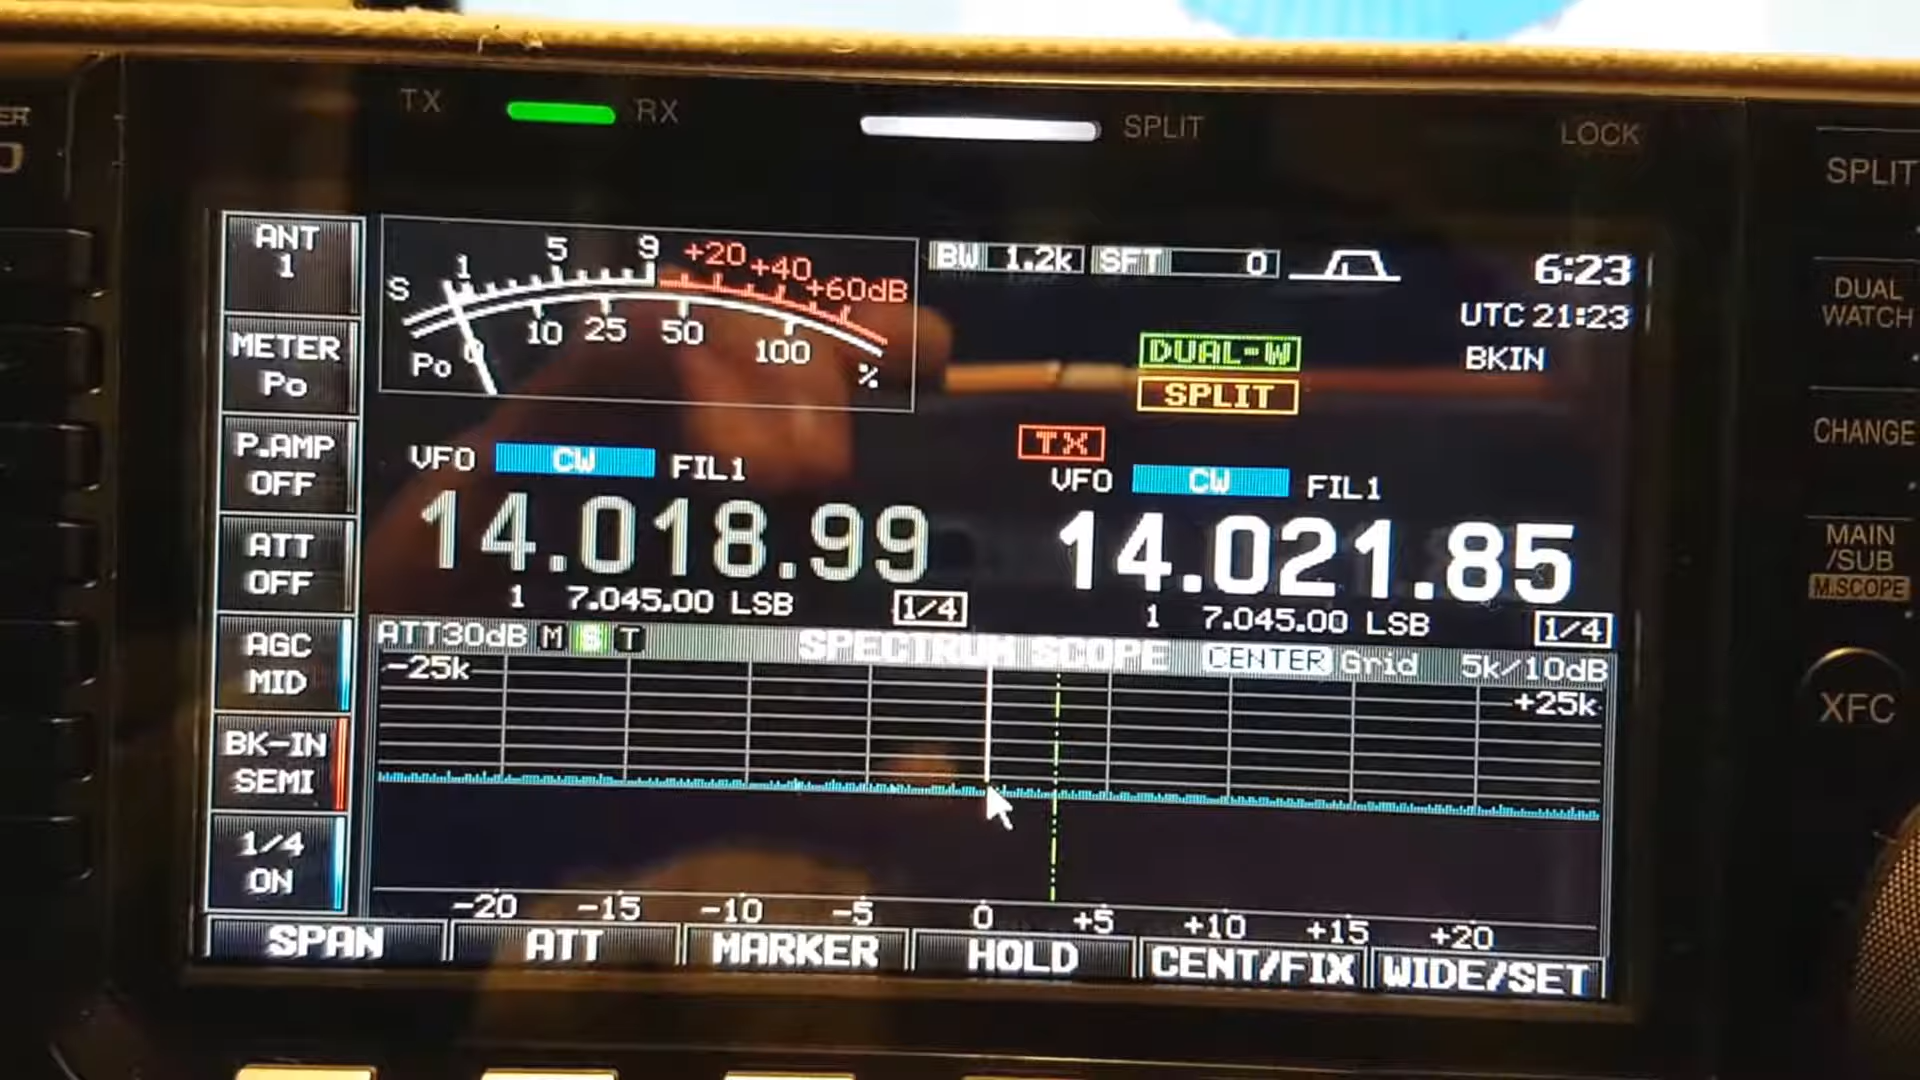 TX RX SPLIT LOCK
ER
SPLIT
ANT
1
METER
Po
P.AMP
OFF
ATT
OFF
AGC
MID
BK-IN
SEMI
1/4
ON
S 1 5 9 +20 +40 +60dB
Po 0 10 25 50 100 %
BW 1.2k SFT 0
6:23
UTC 21:23
BKIN
DUAL-W
SPLIT
TX
VFO CW FIL1
14.018.99
1 7.045.00 LSB 1/4
VFO CW FIL1
14.021.85
1 7.045.00 LSB 1/4
ATT30dB M S T SPECTRUM SCOPE CENTER Grid 5k/10dB
-25k +25k
-20 -15 -10 -5 0 +5 +10 +15 +20
SPAN ATT MARKER HOLD CENT/FIX WIDE/SET
DUAL
WATCH
CHANGE
MAIN
/SUB
M.SCOPE
XFC